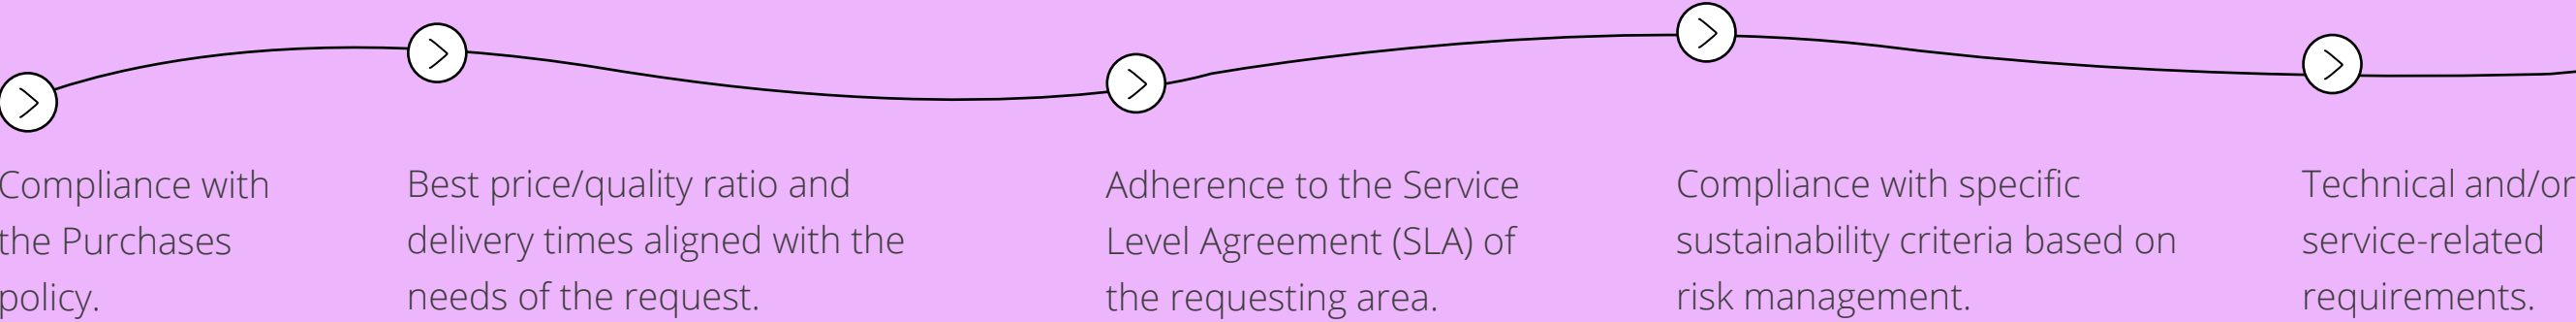 Compliance with
the Purchases
policy.
Best price/quality ratio and
delivery times aligned with the
needs of the request.
Adherence to the Service
Level Agreement (SLA) of
the requesting area.
Compliance with specific
sustainability criteria based on
risk management.
Technical and/or
service-related
requirements.